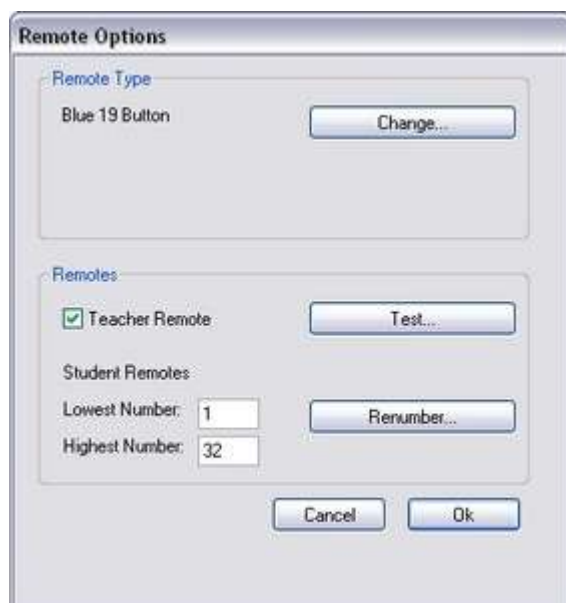 Remote Options
Remote Type
Blue 19 Button
Change...
Remotes
Teacher Remote
Test...
Student Remotes
Lowest Number: 1
Renumber...
Highest Number: 32
Cancel
Ok